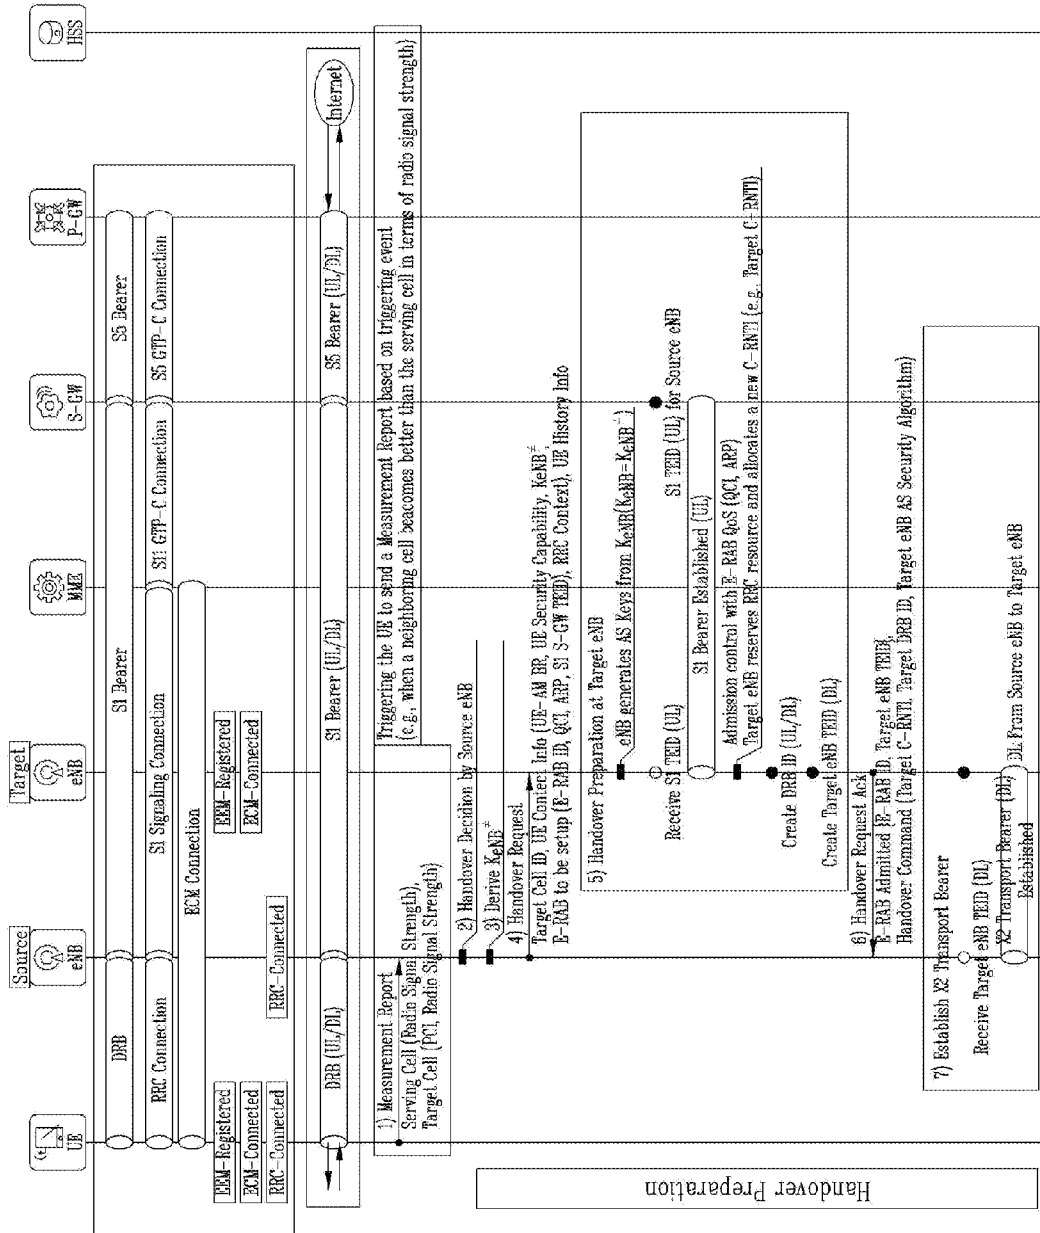 Source
Target
UE
eNB
eNB
MME
S-GW
P-GW
HSS
DRB
S1 Bearer
S5 Bearer
RRC Connection
S1 Signaling Connection
S11 GTP-C Connection
S5 GTP-C Connection
ECM Connection
EEM-Registered
EEM-Registered
ECM-Connected
ECM-Connected
RRC-Connected
RRC-Connected
DRB (UL/DL)
S1 Bearer (UL/DL)
S5 Bearer (UL/DL)
Internet
1) Measurement Report
Serving Cell (Radio Signal Strength),
Target Cell (PCI, Radio Signal Strength)
Triggering the UE to send a Measurement Report based on triggering event
(e.g., when a neighboring cell beacomes better than the serving cell in terms of radio signal strength)
2) Handover Decidion by Source eNB
3) Derive KeNB*
4) Handover Request
Target Cell ID, UE Contect Info (UE-AM BR, UE Security Capability, KeNB*,
E-RAB to be setup (E-RAB ID, QCI, ARP, S1 S-GW TEID), RRC Context), UE History Info
5) Handover Preparation at Target eNB
eNB generates AS Keys from KeNB(KeNB=KeNB*)
Receive S1 TEID (UL)
S1 TEID (UL) for Source eNB
S1 Bearer Established (UL)
Admission control with E-RAB QoS (QCI, ARP)
Target eNB reserves RRC resource and allocates a new C-RNTI (e.g., Target C-RNTI)
Create DRB ID (UL/DL)
Create Target eNB TEID (DL)
6) Handover Request Ack
E-RAB Admitted [E-RAB ID, Target eNB TEID],
Handover Command (Target C-RNTI, Target DRB ID, Target eNB AS Security Algorithm)
7) Establish X2 Transport Bearer
Receive Target eNB TEID (DL)
X2 Transport Bearer (DL)
Established
DL From Source eNB to Target eNB
Handover Preparation